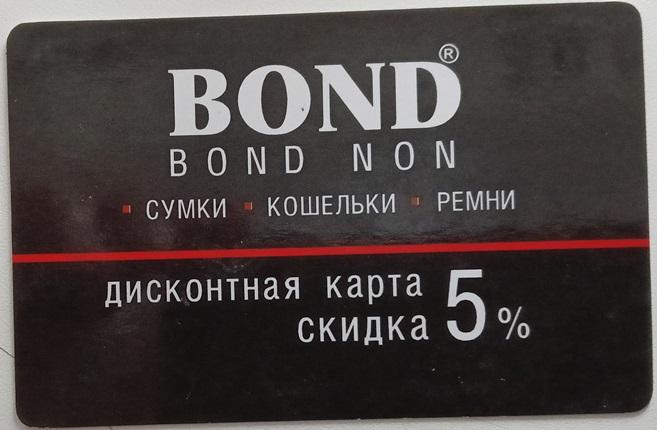 BOND®
BOND NON
▪ СУМКИ ▪ КОШЕЛЬКИ ▪ РЕМНИ
дисконтная карта
скидка 5%